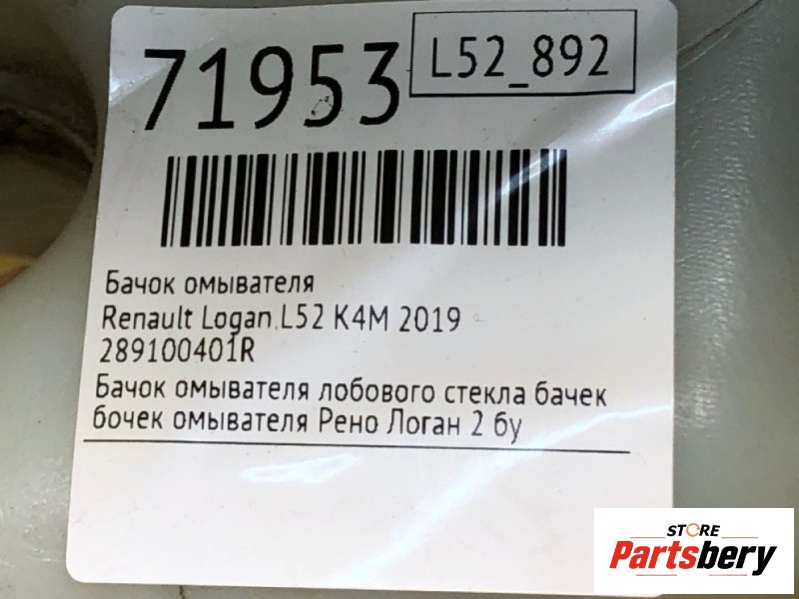 71953
L52_892
Бачок омывателя
Renault Logan L52 K4M 2019
289100401R
Бачок омывателя лобового стекла бачек
бочек омывателя Рено Логан 2 бу
STORE
Partsbery